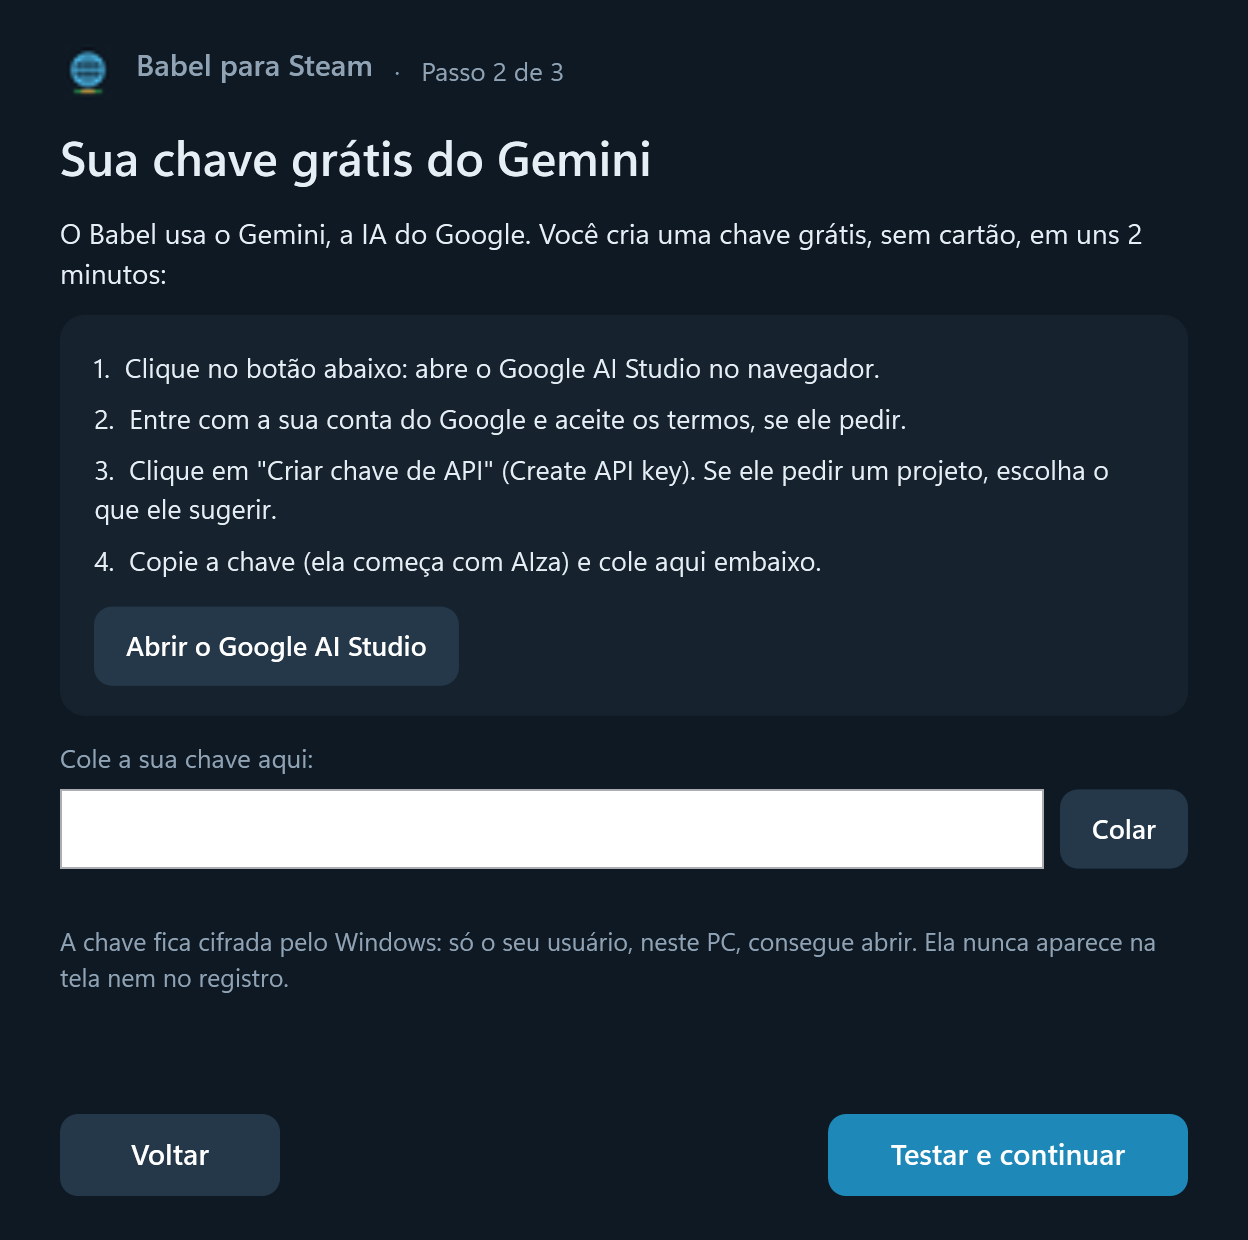 Babel para Steam · Passo 2 de 3
Sua chave grátis do Gemini
O Babel usa o Gemini, a IA do Google. Você cria uma chave grátis, sem cartão, em uns 2
minutos:
1. Clique no botão abaixo: abre o Google AI Studio no navegador.
2. Entre com a sua conta do Google e aceite os termos, se ele pedir.
3. Clique em "Criar chave de API" (Create API key). Se ele pedir um projeto, escolha o
que ele sugerir.
4. Copie a chave (ela começa com AIza) e cole aqui embaixo.
Abrir o Google AI Studio
Cole a sua chave aqui:
Colar
A chave fica cifrada pelo Windows: só o seu usuário, neste PC, consegue abrir. Ela nunca aparece na
tela nem no registro.
Voltar
Testar e continuar